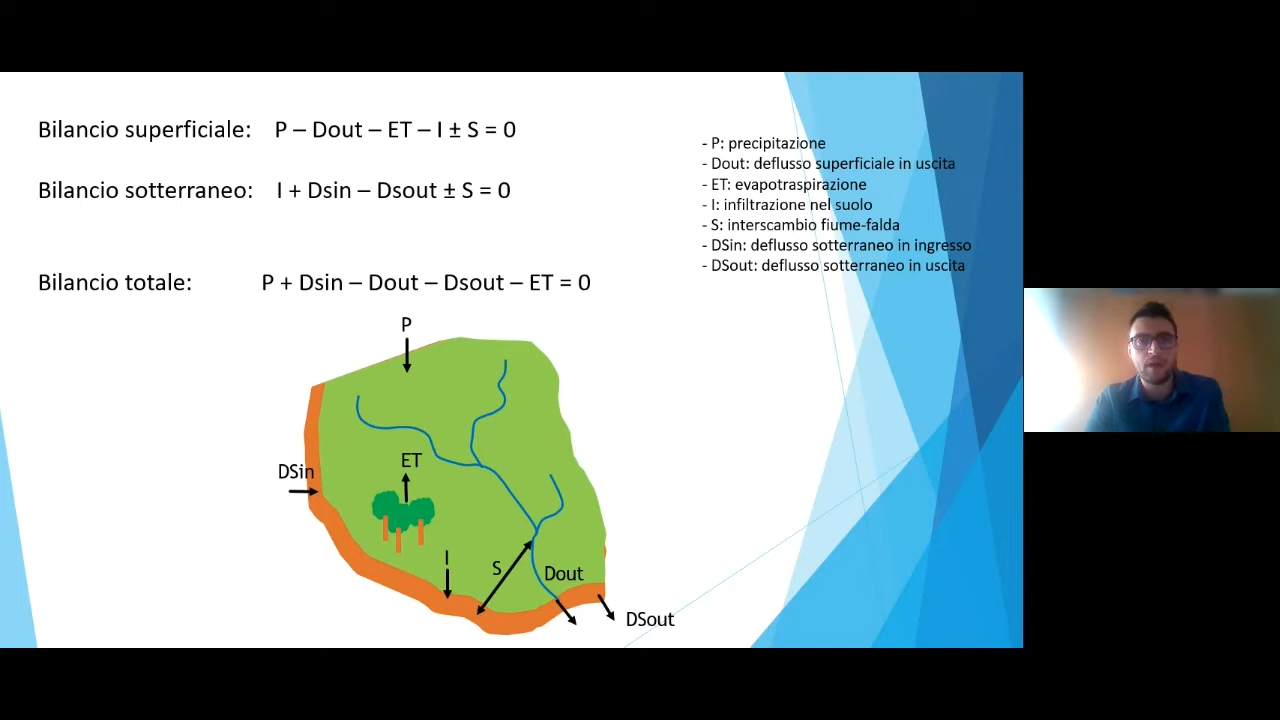 Bilancio superficiale: P – Dout – ET – I ± S = 0
Bilancio sotterraneo: I + Dsin – Dsout ± S = 0
Bilancio totale: P + Dsin – Dout – Dsout – ET = 0
- P: precipitazione
- Dout: deflusso superficiale in uscita
- ET: evapotraspirazione
- I: infiltrazione nel suolo
- S: interscambio fiume-falda
- DSin: deflusso sotterraneo in ingresso
- DSout: deflusso sotterraneo in uscita
P
DSin
ET
I
S
Dout
DSout